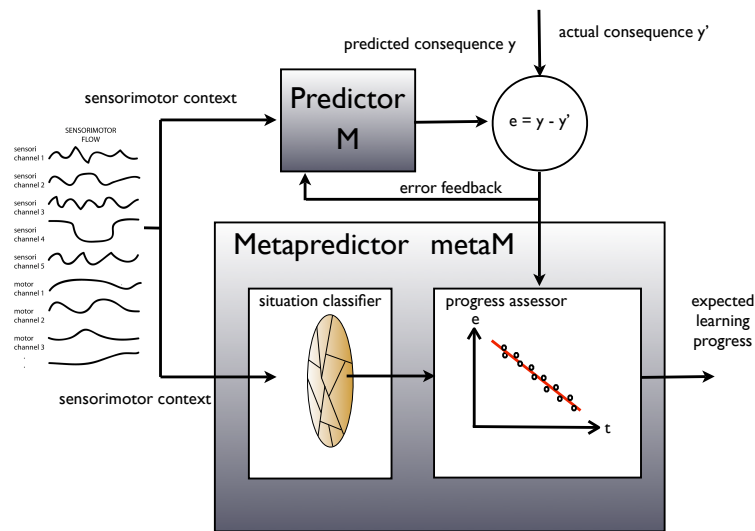 predicted consequence y
actual consequence y'
sensorimotor context
Predictor
M
e = y - y'
SENSORIMOTOR
FLOW
sensori
channel 1
sensori
channel 2
sensori
channel 3
sensori
channel 4
sensori
channel 5
motor
channel 1
motor
channel 2
motor
channel 3
.
.
error feedback
Metapredictor metaM
situation classifier
progress assessor
e
t
expected
learning
progress
sensorimotor context